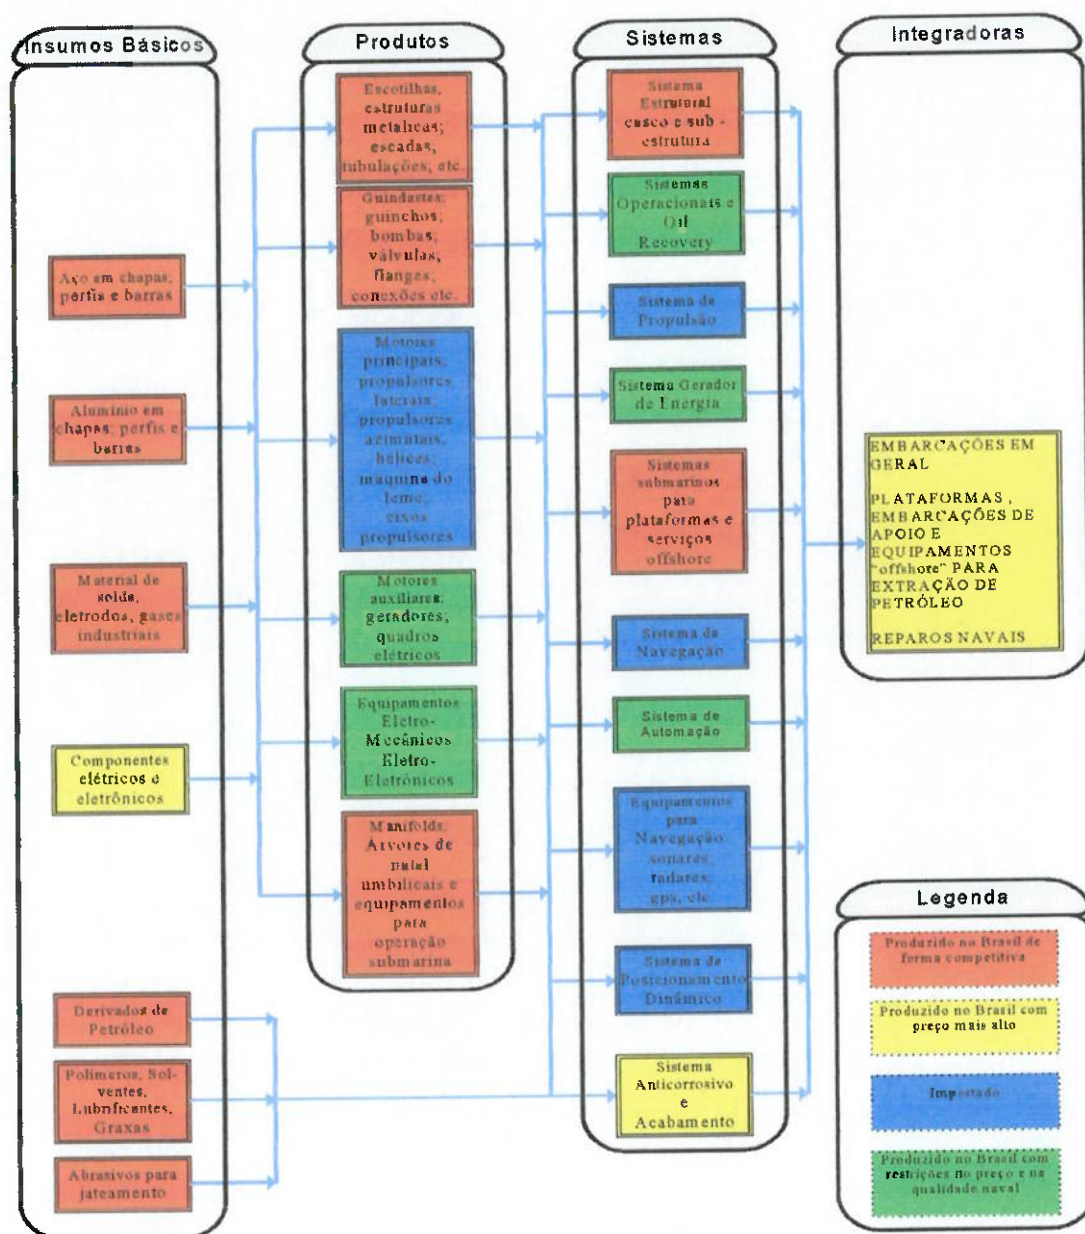 Insumos Básicos
Aço em chapas;
perfis e barras
Alumínio em
chapas; perfis e
barras
Material de
solda,
eletrodos, gases
industriais
Componentes
elétricos e
eletrônicos
Derivados de
Petróleo
Polímeros, Sol-
ventes,
Lubrificantes,
Graxas
Abrasivos para
jateamento
Produtos
Escotilhas,
estruturas
metálicas;
escadas,
tubulações, etc.
Guindastes;
guinchos;
bombas,
válvulas,
flanges;
conexões etc.
Motores
principais;
propulsores
laterais;
propulsores
azimutais,
hélices;
máquina do
leme;
eixos
propulsores
Motores
auxiliares;
geradores;
quadros
elétricos
Equipamentos
Eletro-
Mecânicos
Eletro-
Eletrônicos
Manifolds;
Árvores de
natal
umbilicais e
equipamentos
para
operação
submarina
Sistemas
Sistema
Estrutural
casco e sub-
estrutura
Sistemas
Operacionais e
Oil
Recovery
Sistema de
Propulsão
Sistema Gerador
de Energia
Sistemas
submarinos
para
plataformas e
serviços
offshore
Sistema de
Navegação
Sistema de
Automação
Equipamentos
para
Navegação
sonares;
radares;
gps, etc.
Sistema de
Posicionamento
Dinâmico
Sistema
Anticorrosivo
e
Acabamento
Integradoras
EMBARCAÇÕES EM
GERAL
PLATAFORMAS ,
EMBARCAÇÕES DE
APOIO E
EQUIPAMENTOS
"offshore" PARA
EXTRAÇÃO DE
PETRÓLEO
REPAROS NAVAIS
Legenda
Produzido no Brasil de
forma competitiva
Produzido no Brasil com
preço mais alto
Importado
Produzido no Brasil com
restrições no preço e na
qualidade naval